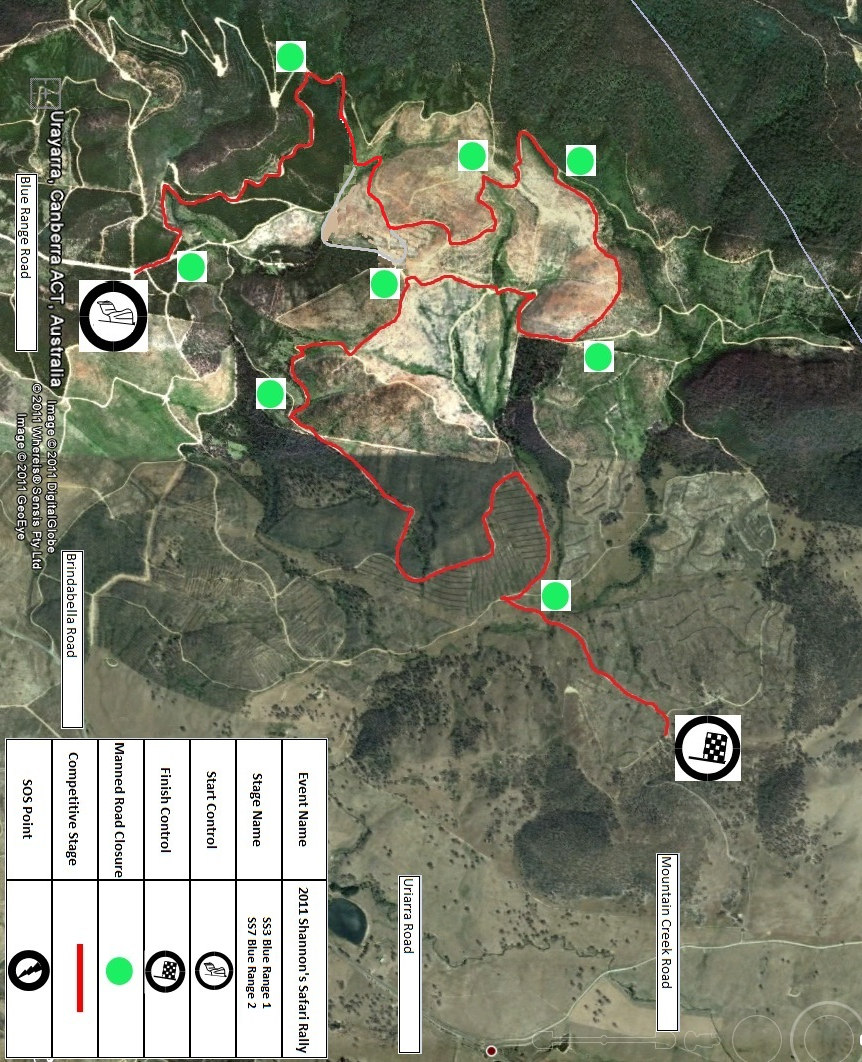 Urayarra, Canberra ACT, Australia
Image © 2011 DigitalGlobe
© 2011 Whereis® Sensis Pty Ltd
Image © 2011 GeoEye
Blue Range Road
Brindabella Road
Uriarra Road
Mountain Creek Road
Event Name
2011 Shannon's Safari Rally
Stage Name
SS3 Blue Range 1
SS7 Blue Range 2
Start Control
Finish Control
Manned Road Closure
Competitive Stage
SOS Point